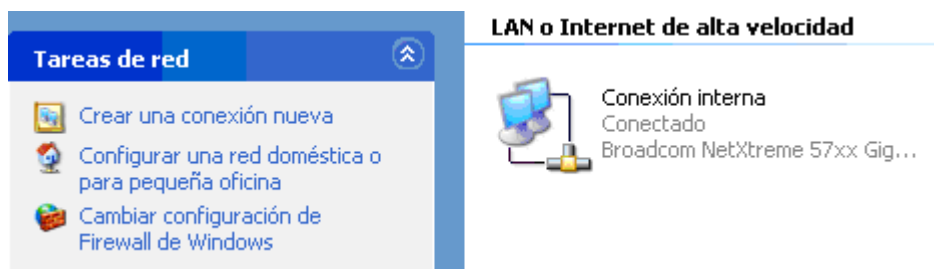 Tareas de red
Crear una conexión nueva
Configurar una red doméstica o
para pequeña oficina
Cambiar configuración de
Firewall de Windows
LAN o Internet de alta velocidad
Conexión interna
Conectado
Broadcom NetXtreme 57xx Gig...